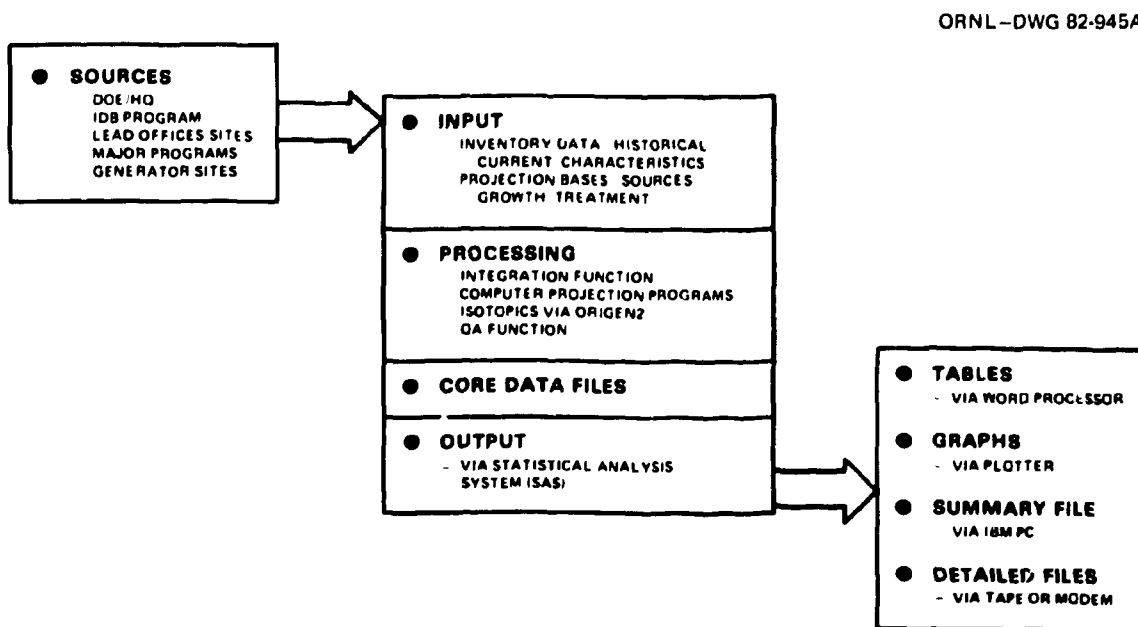 ORNL-DWG 82-945A
● SOURCES
DOE/HQ
IDB PROGRAM
LEAD OFFICES SITES
MAJOR PROGRAMS
GENERATOR SITES
● INPUT
INVENTORY DATA HISTORICAL
CURRENT CHARACTERISTICS
PROJECTION BASES SOURCES
GROWTH TREATMENT
● PROCESSING
INTEGRATION FUNCTION
COMPUTER PROJECTION PROGRAMS
ISOTOPICS VIA ORIGEN2
QA FUNCTION
● CORE DATA FILES
● OUTPUT
- VIA STATISTICAL ANALYSIS
SYSTEM (SAS)
● TABLES
- VIA WORD PROCESSOR
● GRAPHS
- VIA PLOTTER
● SUMMARY FILE
VIA IBM PC
● DETAILED FILES
- VIA TAPE OR MODEM